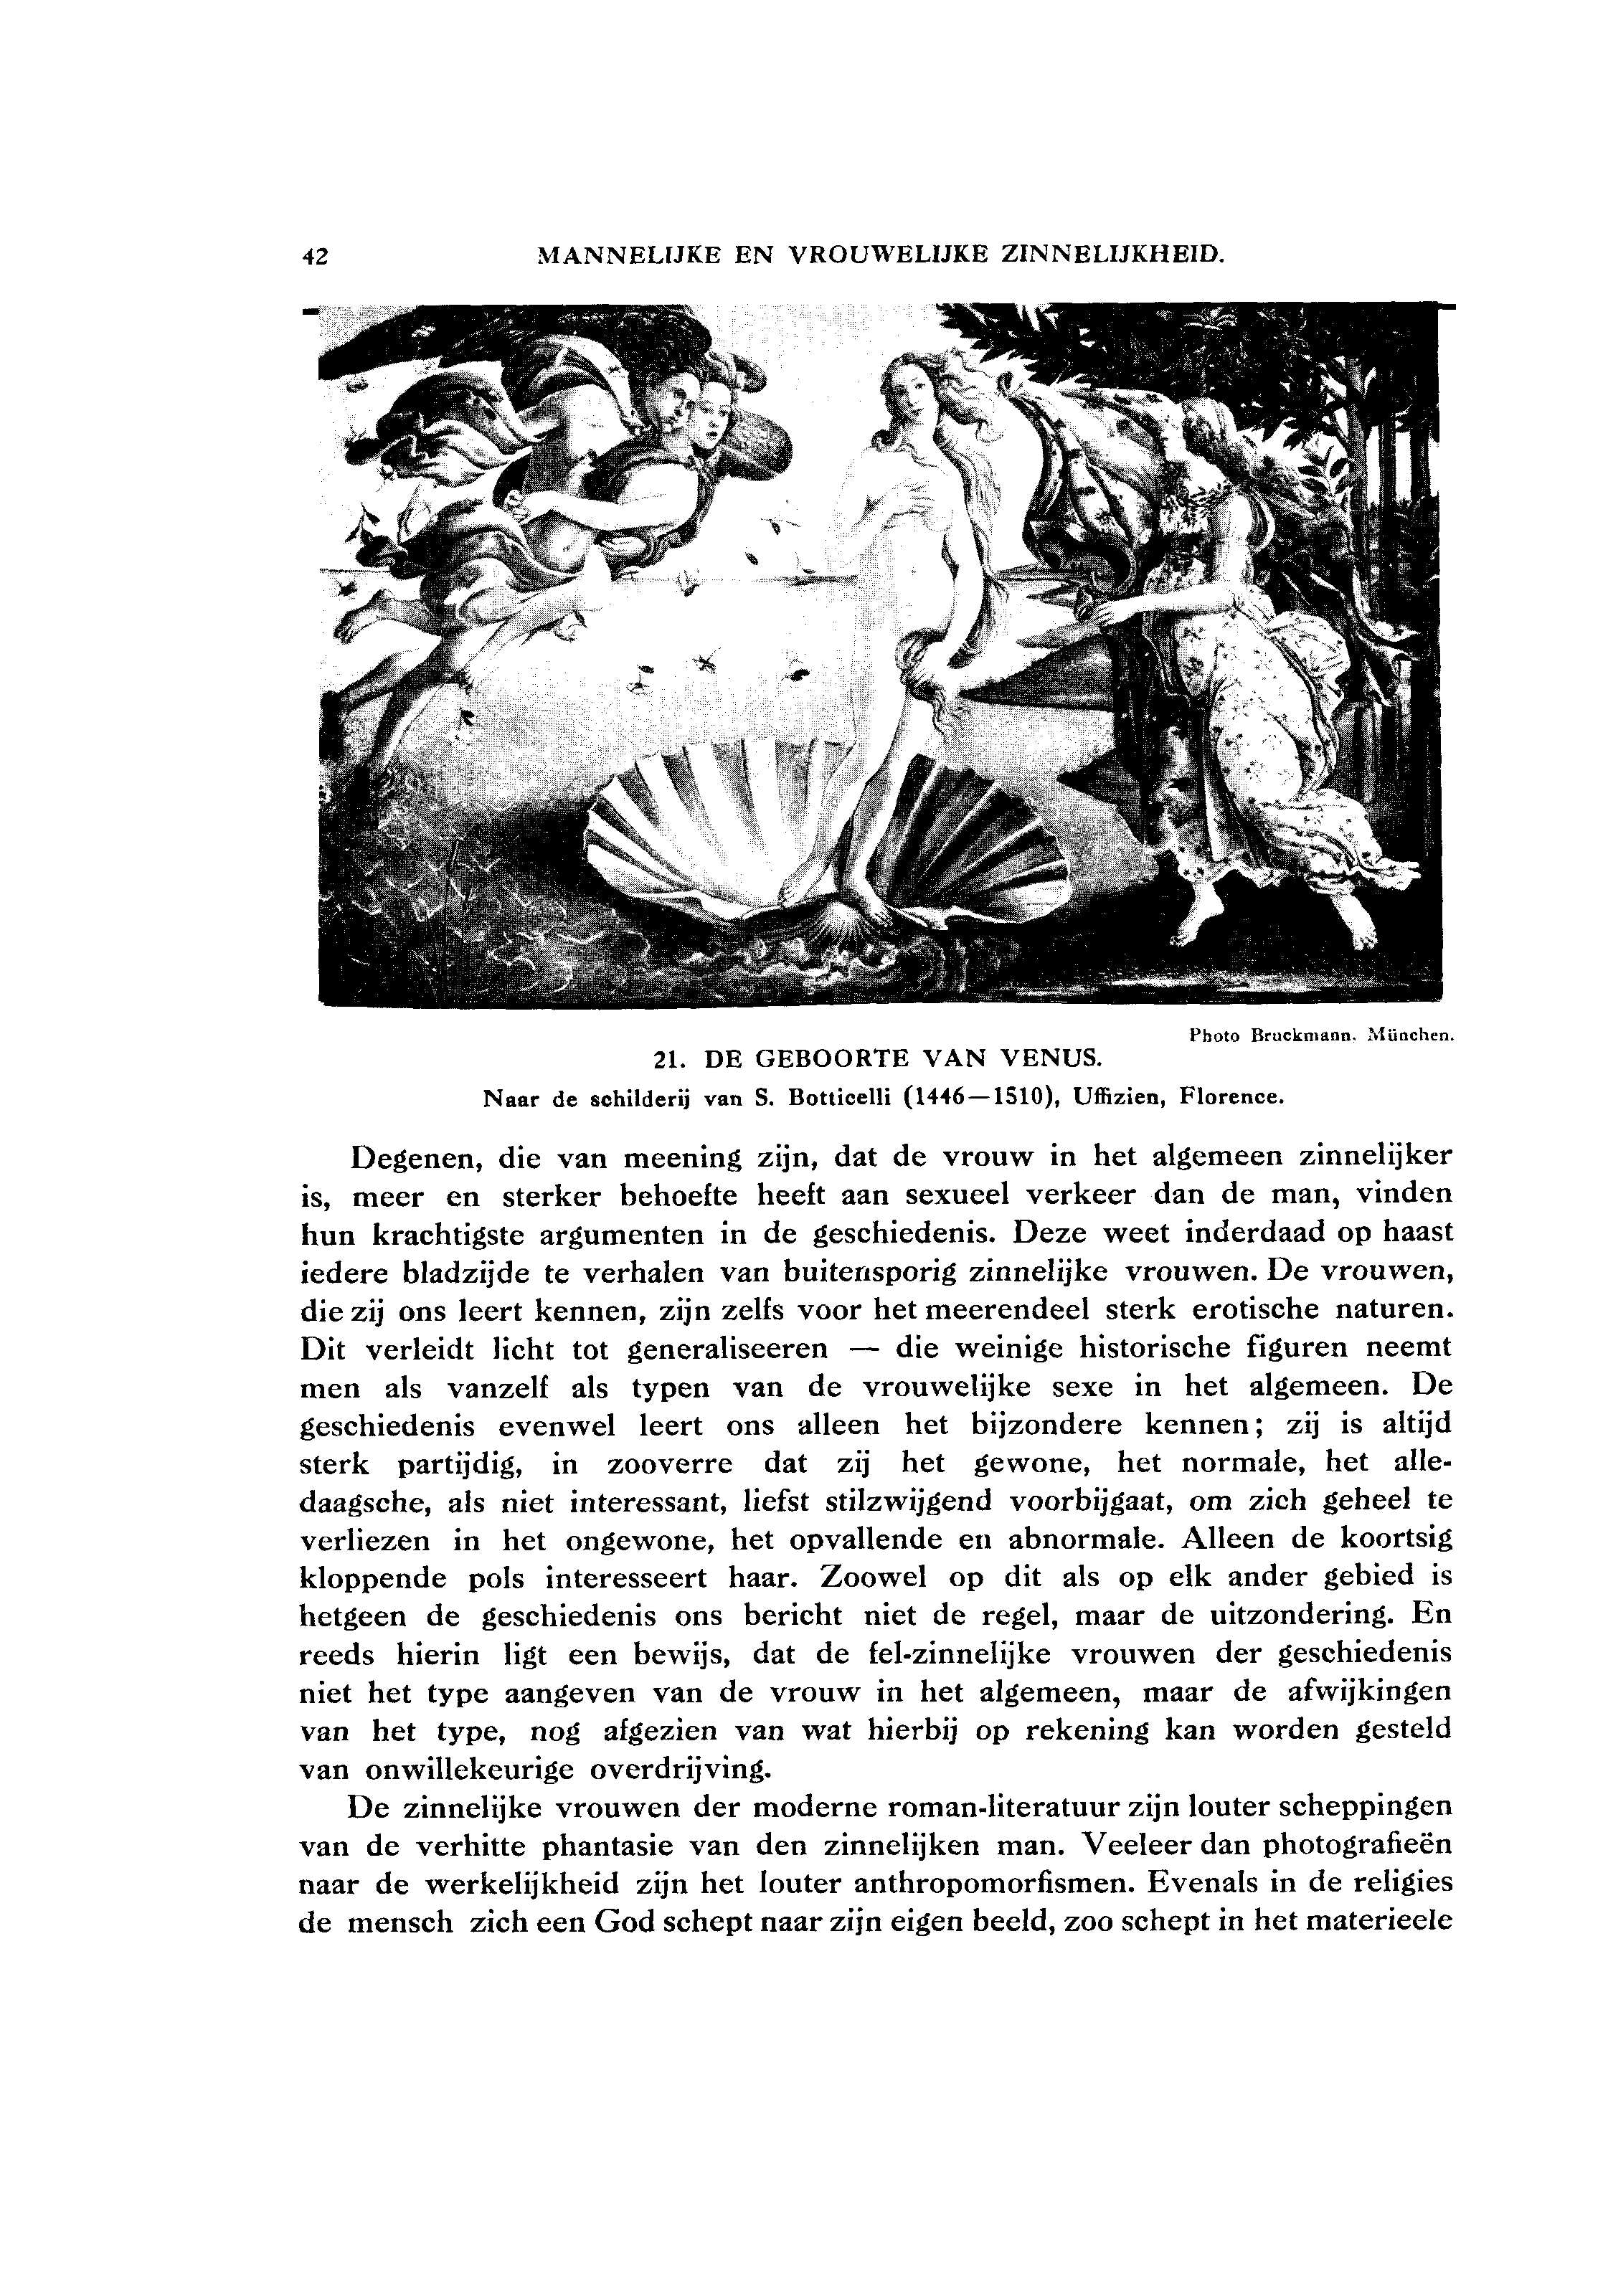 42 MANNELIJKE EN VROUWELIJKE ZINNELIJKHEID.
Photo Bruckmann, München.
21. DE GEBOORTE VAN VENUS.
Naar de schilderij van S. Botticelli (1446—1510), Uffizien, Florence.
Degenen, die van meening zijn, dat de vrouw in het algemeen zinnelijker
is, meer en sterker behoefte heeft aan sexueel verkeer dan de man, vinden
hun krachtigste argumenten in de geschiedenis. Deze weet inderdaad op haast
iedere bladzijde te verhalen van buitensporig zinnelijke vrouwen. De vrouwen,
die zij ons leert kennen, zijn zelfs voor het meerendeel sterk erotische naturen.
Dit verleidt licht tot generaliseeren — die weinige historische figuren neemt
men als vanzelf als typen van de vrouwelijke sexe in het algemeen. De
geschiedenis evenwel leert ons alleen het bijzondere kennen; zij is altijd
sterk partijdig, in zooverre dat zij het gewone, het normale, het alle-
daagsche, als niet interessant, liefst stilzwijgend voorbijgaat, om zich geheel te
verliezen in het ongewone, het opvallende en abnormale. Alleen de koortsig
kloppende pols interesseert haar. Zoowel op dit als op elk ander gebied is
hetgeen de geschiedenis ons bericht niet de regel, maar de uitzondering. En
reeds hierin ligt een bewijs, dat de fel-zinnelijke vrouwen der geschiedenis
niet het type aangeven van de vrouw in het algemeen, maar de afwijkingen
van het type, nog afgezien van wat hierbij op rekening kan worden gesteld
van onwillekeurige overdrijving.
De zinnelijke vrouwen der moderne roman-literatuur zijn louter scheppingen
van de verhitte phantasie van den zinnelijken man. Veeleer dan photografieën
naar de werkelijkheid zijn het louter anthropomorfismen. Evenals in de religies
de mensch zich een God schept naar zijn eigen beeld, zoo schept in het materieele